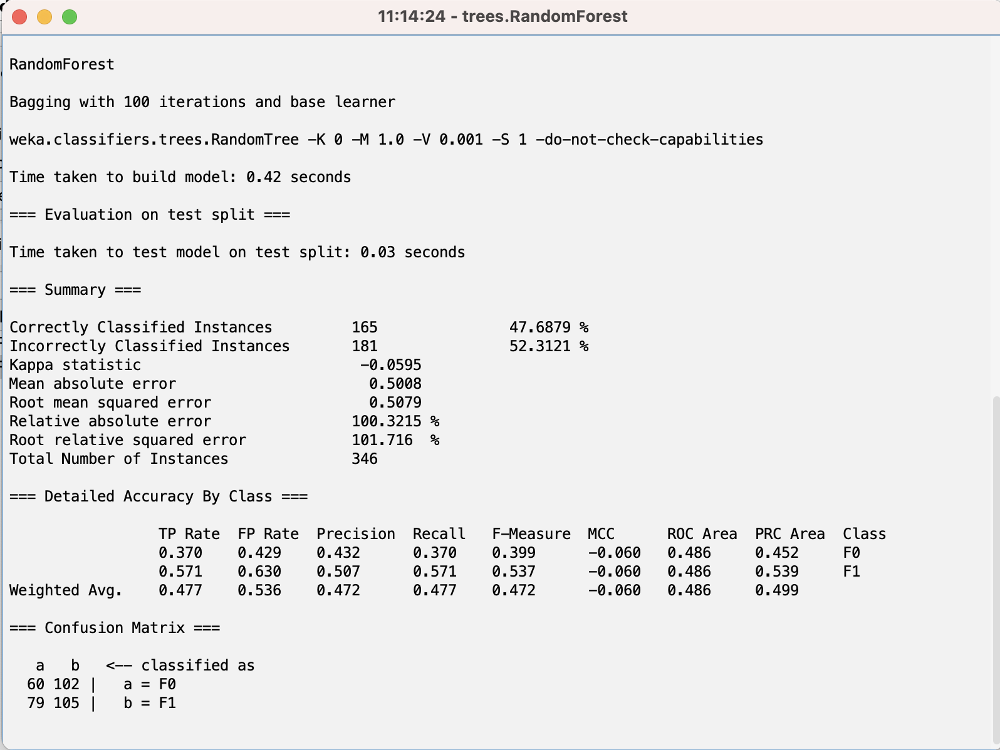 11:14:24 - trees.RandomForest
RandomForest
Bagging with 100 iterations and base learner
weka.classifiers.trees.RandomTree -K 0 -M 1.0 -V 0.001 -S 1 -do-not-check-capabilities
Time taken to build model: 0.42 seconds
=== Evaluation on test split ===
Time taken to test model on test split: 0.03 seconds
=== Summary ===
Correctly Classified Instances         165               47.6879 %
Incorrectly Classified Instances       181               52.3121 %
Kappa statistic                         -0.0595
Mean absolute error                      0.5008
Root mean squared error                  0.5079
Relative absolute error                100.3215 %
Root relative squared error            101.716  %
Total Number of Instances              346
=== Detailed Accuracy By Class ===
                 TP Rate  FP Rate  Precision  Recall   F-Measure  MCC      ROC Area  PRC Area  Class
                 0.370    0.429    0.432      0.370    0.399      -0.060   0.486     0.452     F0
                 0.571    0.630    0.507      0.571    0.537      -0.060   0.486     0.539     F1
Weighted Avg.    0.477    0.536    0.472      0.477    0.472      -0.060   0.486     0.499
=== Confusion Matrix ===
   a   b   <-- classified as
  60 102 |   a = F0
  79 105 |   b = F1